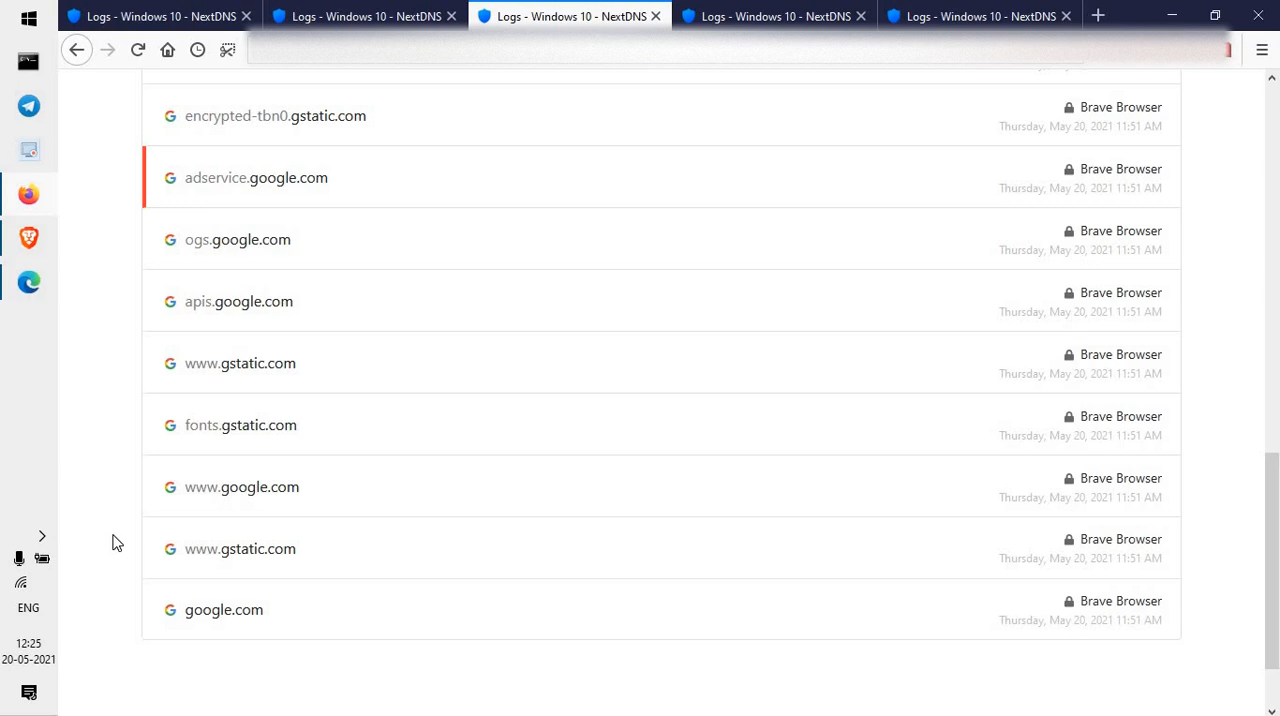 Logs - Windows 10 - NextDNS
Logs - Windows 10 - NextDNS
Logs - Windows 10 - NextDNS
Logs - Windows 10 - NextDNS
Logs - Windows 10 - NextDNS
encrypted-tbn0.gstatic.com
Brave Browser
Thursday, May 20, 2021 11:51 AM
adservice.google.com
Brave Browser
Thursday, May 20, 2021 11:51 AM
ogs.google.com
Brave Browser
Thursday, May 20, 2021 11:51 AM
apis.google.com
Brave Browser
Thursday, May 20, 2021 11:51 AM
www.gstatic.com
Brave Browser
Thursday, May 20, 2021 11:51 AM
fonts.gstatic.com
Brave Browser
Thursday, May 20, 2021 11:51 AM
www.google.com
Brave Browser
Thursday, May 20, 2021 11:51 AM
www.gstatic.com
Brave Browser
Thursday, May 20, 2021 11:51 AM
google.com
Brave Browser
Thursday, May 20, 2021 11:51 AM
ENG
12:25
20-05-2021